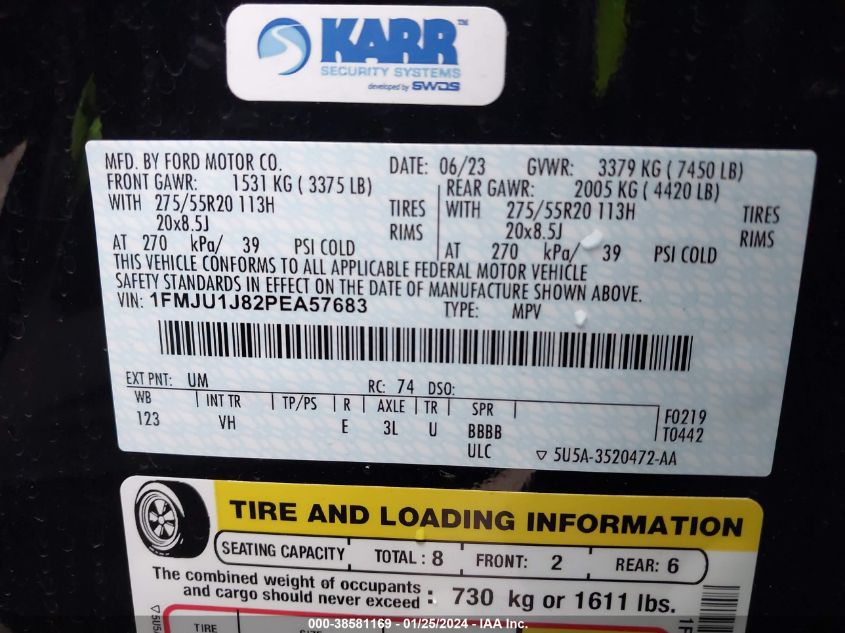 KARR™
SECURITY SYSTEMS
developed by SWDS
MFD. BY FORD MOTOR CO. DATE: 06/23 GVWR: 3379 KG ( 7450 LB)
FRONT GAWR: 1531 KG ( 3375 LB) REAR GAWR: 2005 KG ( 4420 LB)
WITH 275/55R20 113H TIRES WITH 275/55R20 113H TIRES
20x8.5J RIMS 20x8.5J RIMS
AT 270 kPa/ 39 PSI COLD AT 270 kPa/ 39 PSI COLD
THIS VEHICLE CONFORMS TO ALL APPLICABLE FEDERAL MOTOR VEHICLE
SAFETY STANDARDS IN EFFECT ON THE DATE OF MANUFACTURE SHOWN ABOVE.
VIN: 1FMJU1J82PEA57683 TYPE: MPV
EXT PNT: UM RC: 74 DSO:
WB INT TR TP/PS R AXLE TR SPR F0219
123 VH E 3L U BBBB T0442
ULC ▽ 5U5A-3520472-AA
TIRE AND LOADING INFORMATION
SEATING CAPACITY TOTAL : 8 FRONT: 2 REAR: 6
The combined weight of occupants
and cargo should never exceed : 730 kg or 1611 lbs.
TIRE
000-38581169 - 01/25/2024 - IAA Inc.